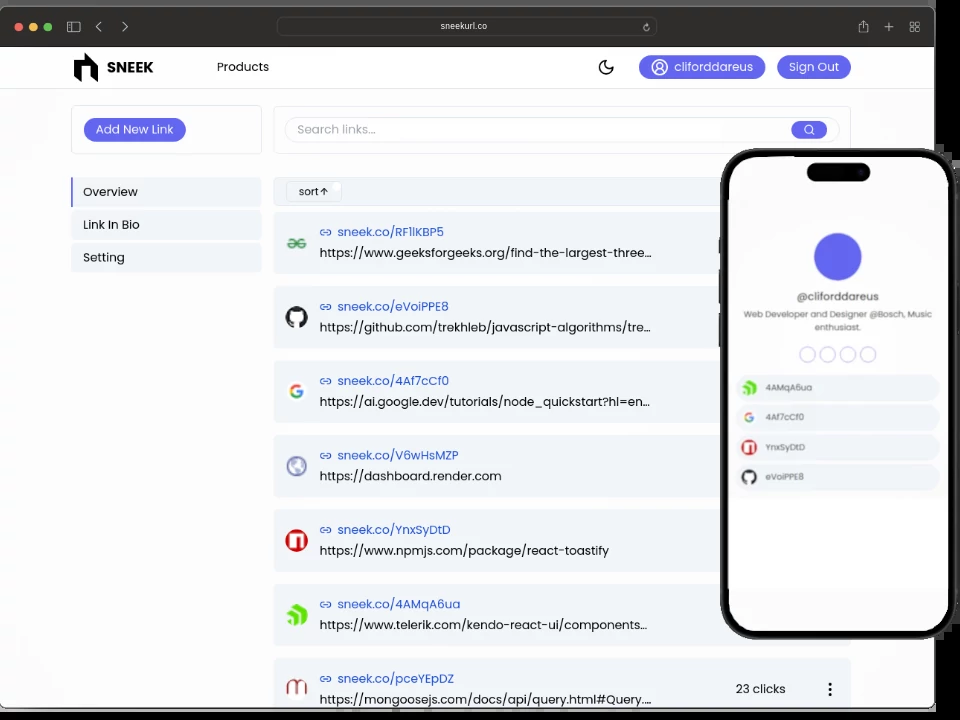 sneekurl.co
SNEEK
Products
cliforddareus
Sign Out
Add New Link
Search links...
Overview
Link In Bio
Setting
sort↑
sneek.co/RF1lKBP5
https://www.geeksforgeeks.org/find-the-largest-three...
sneek.co/eVoiPPE8
https://github.com/trekhleb/javascript-algorithms/tre...
sneek.co/4Af7cCf0
https://ai.google.dev/tutorials/node_quickstart?hl=en...
sneek.co/V6wHsMZP
https://dashboard.render.com
sneek.co/YnxSyDtD
https://www.npmjs.com/package/react-toastify
sneek.co/4AMqA6ua
https://www.telerik.com/kendo-react-ui/components...
sneek.co/pceYEpDZ
https://mongoosejs.com/docs/api/query.html#Query....
23 clicks
@cliforddareus
Web Developer and Designer @Bosch, Music
enthusiast.
4AMqA6ua
4Af7cCf0
YnxSyDtD
eVoiPPE8